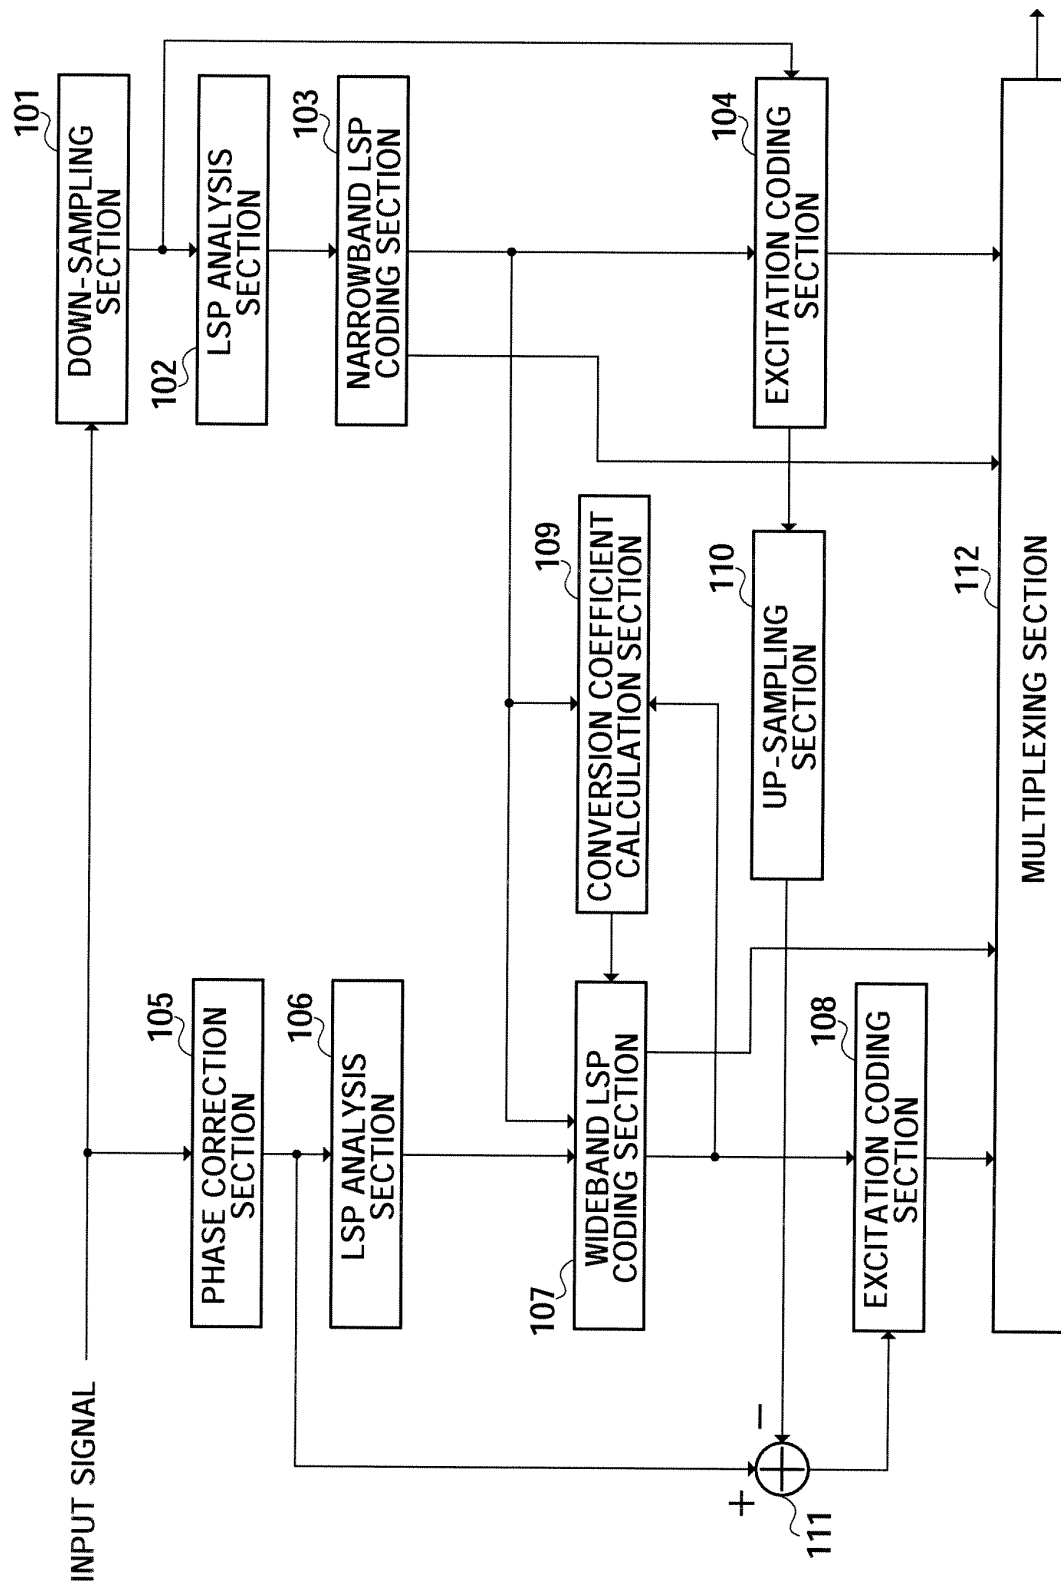 INPUT SIGNAL
101
DOWN-SAMPLING
SECTION
102
LSP ANALYSIS
SECTION
103
NARROWBAND LSP
CODING SECTION
104
EXCITATION CODING
SECTION
105
PHASE CORRECTION
SECTION
106
LSP ANALYSIS
SECTION
107
WIDEBAND LSP
CODING SECTION
108
EXCITATION CODING
SECTION
109
CONVERSION COEFFICIENT
CALCULATION SECTION
110
UP-SAMPLING
SECTION
+
−
111
112
MULTIPLEXING SECTION